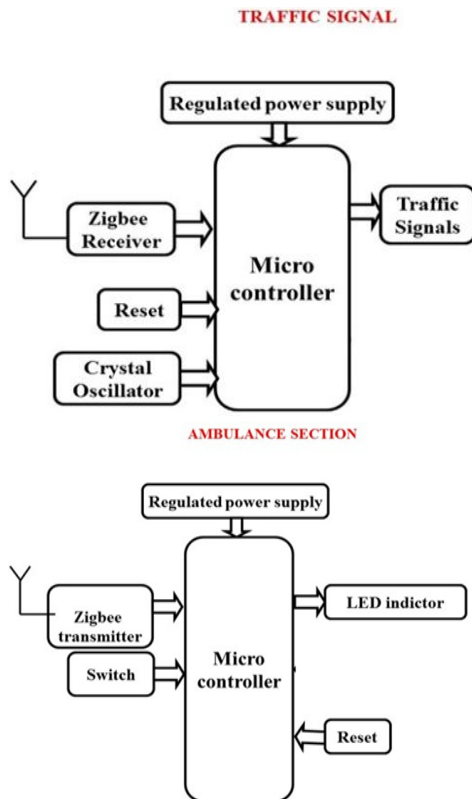 TRAFFIC SIGNAL
Regulated power supply
Zigbee
Receiver
Traffic
Signals
Micro
controller
Reset
Crystal
Oscillator
AMBULANCE SECTION
Regulated power supply
Zigbee
transmitter
LED indictor
Switch
Micro
controller
Reset